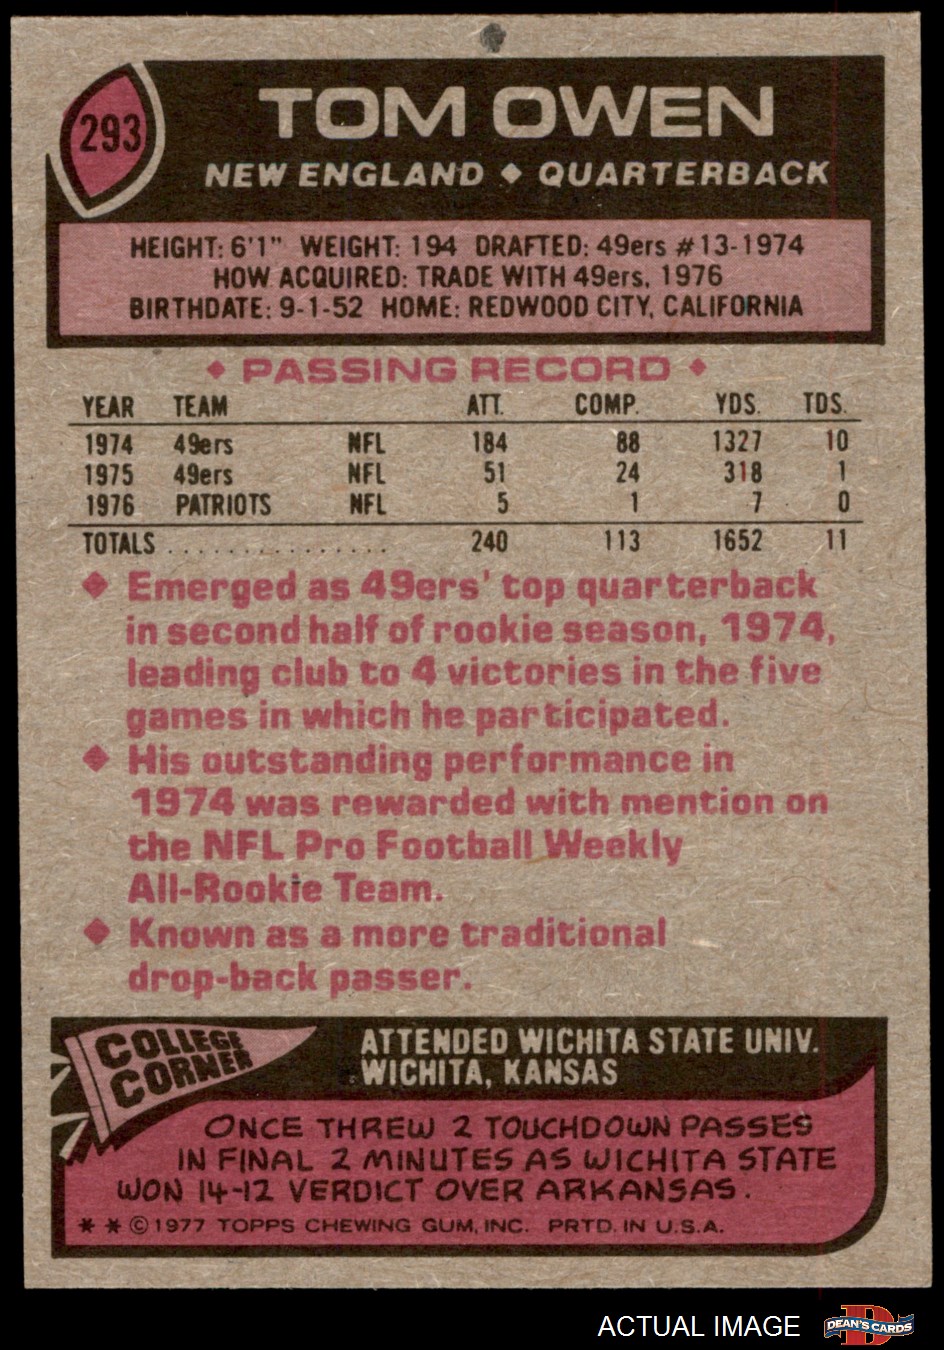 293
TOM OWEN
NEW ENGLAND ◆ QUARTERBACK
HEIGHT: 6'1" WEIGHT: 194 DRAFTED: 49ers #13-1974
HOW ACQUIRED: TRADE WITH 49ers, 1976
BIRTHDATE: 9-1-52 HOME: REDWOOD CITY, CALIFORNIA
◆ PASSING RECORD ◆
YEAR TEAM ATT. COMP. YDS. TDS.
1974 49ers NFL 184 88 1327 10
1975 49ers NFL 51 24 318 1
1976 PATRIOTS NFL 5 1 7 0
TOTALS . . . . . . . . . . . . . . . 240 113 1652 11
◆ Emerged as 49ers' top quarterback
in second half of rookie season, 1974,
leading club to 4 victories in the five
games in which he participated.
◆ His outstanding performance in
1974 was rewarded with mention on
the NFL Pro Football Weekly
All-Rookie Team.
◆ Known as a more traditional
drop-back passer.
COLLEGE
CORNER
ATTENDED WICHITA STATE UNIV.
WICHITA, KANSAS
ONCE THREW 2 TOUCHDOWN PASSES
IN FINAL 2 MINUTES AS WICHITA STATE
WON 14-12 VERDICT OVER ARKANSAS.
* * © 1977 TOPPS CHEWING GUM, INC. PRTD. IN U.S.A.
ACTUAL IMAGE
D
DEAN'S CARDS